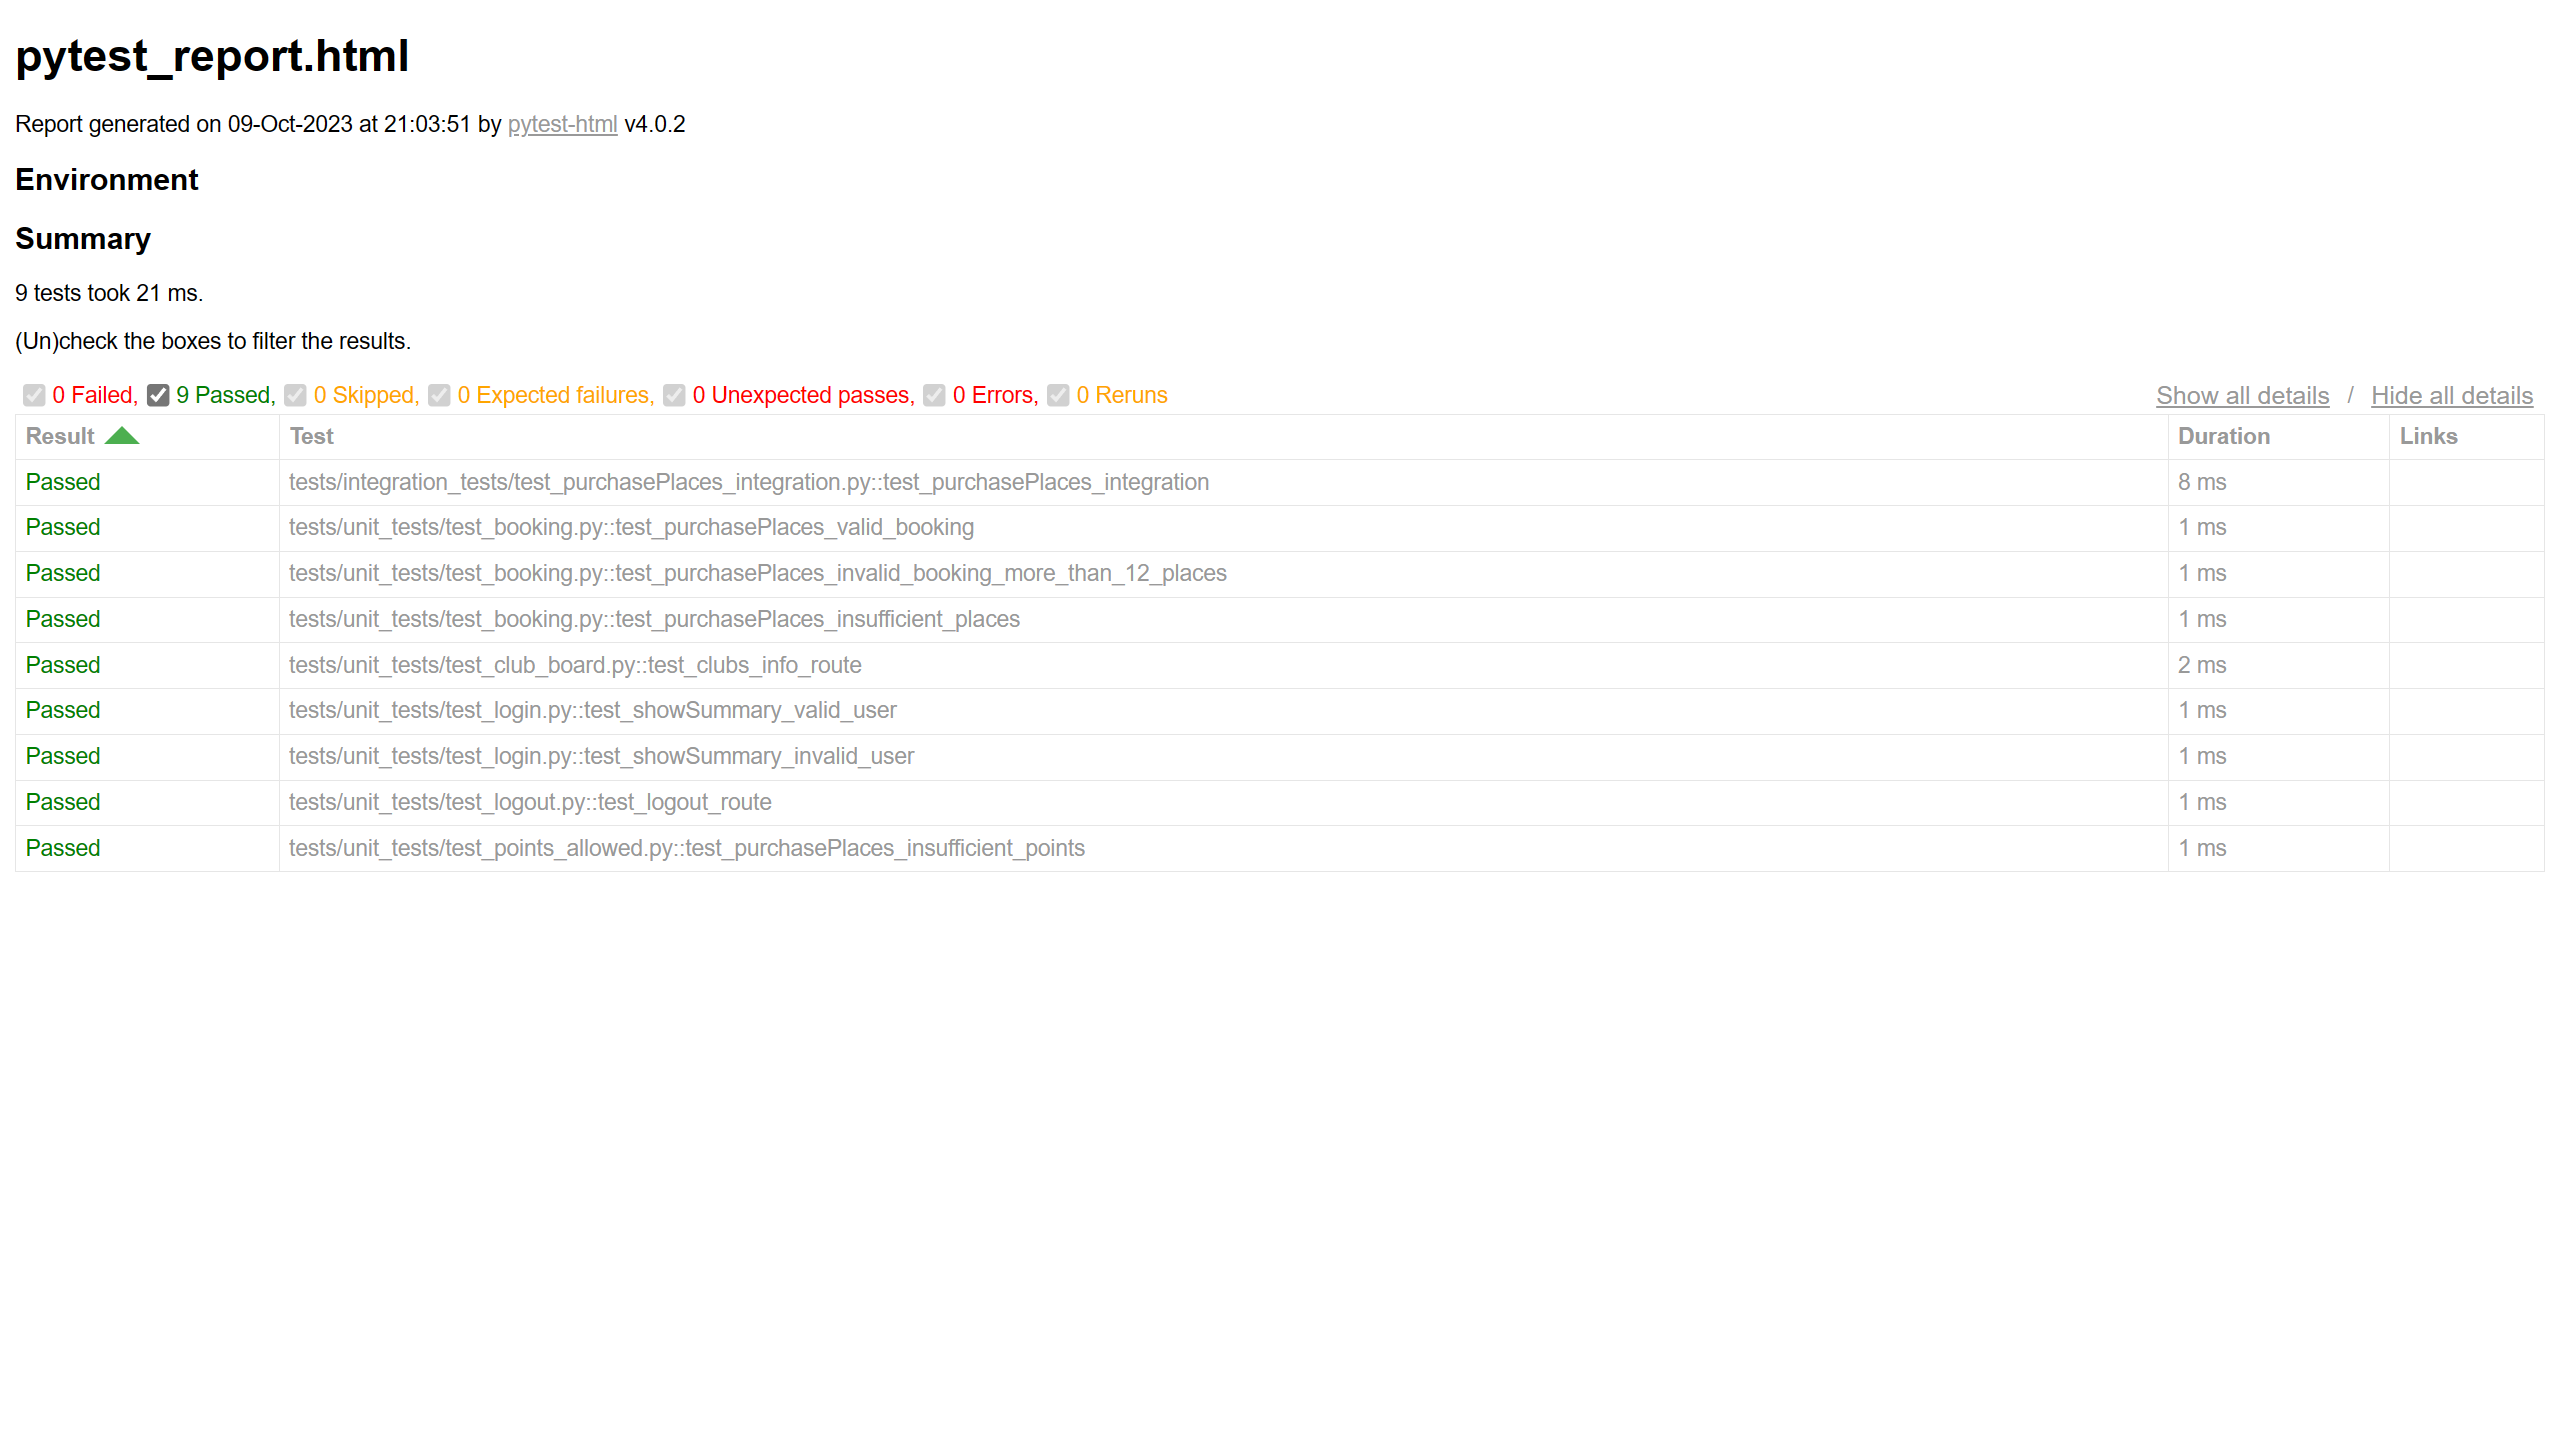 pytest_report.html
Report generated on 09-Oct-2023 at 21:03:51 by pytest-html v4.0.2
Environment
Summary
9 tests took 21 ms.
(Un)check the boxes to filter the results.
0 Failed, 9 Passed, 0 Skipped, 0 Expected failures, 0 Unexpected passes, 0 Errors, 0 Reruns Show all details / Hide all details
Result Test Duration Links
Passed tests/integration_tests/test_purchasePlaces_integration.py::test_purchasePlaces_integration 8 ms
Passed tests/unit_tests/test_booking.py::test_purchasePlaces_valid_booking 1 ms
Passed tests/unit_tests/test_booking.py::test_purchasePlaces_invalid_booking_more_than_12_places 1 ms
Passed tests/unit_tests/test_booking.py::test_purchasePlaces_insufficient_places 1 ms
Passed tests/unit_tests/test_club_board.py::test_clubs_info_route 2 ms
Passed tests/unit_tests/test_login.py::test_showSummary_valid_user 1 ms
Passed tests/unit_tests/test_login.py::test_showSummary_invalid_user 1 ms
Passed tests/unit_tests/test_logout.py::test_logout_route 1 ms
Passed tests/unit_tests/test_points_allowed.py::test_purchasePlaces_insufficient_points 1 ms